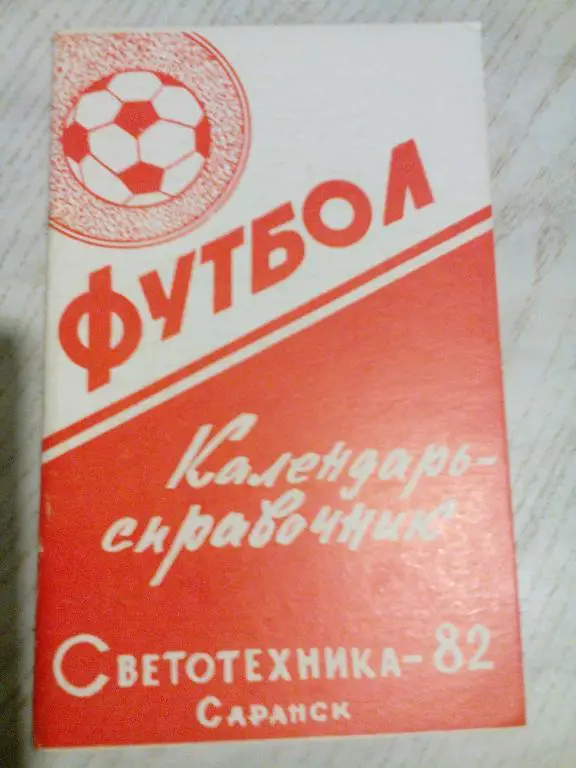 ФУТБОЛ
Календарь-
справочник
СВЕТОТЕХНИКА-82
САРАНСК